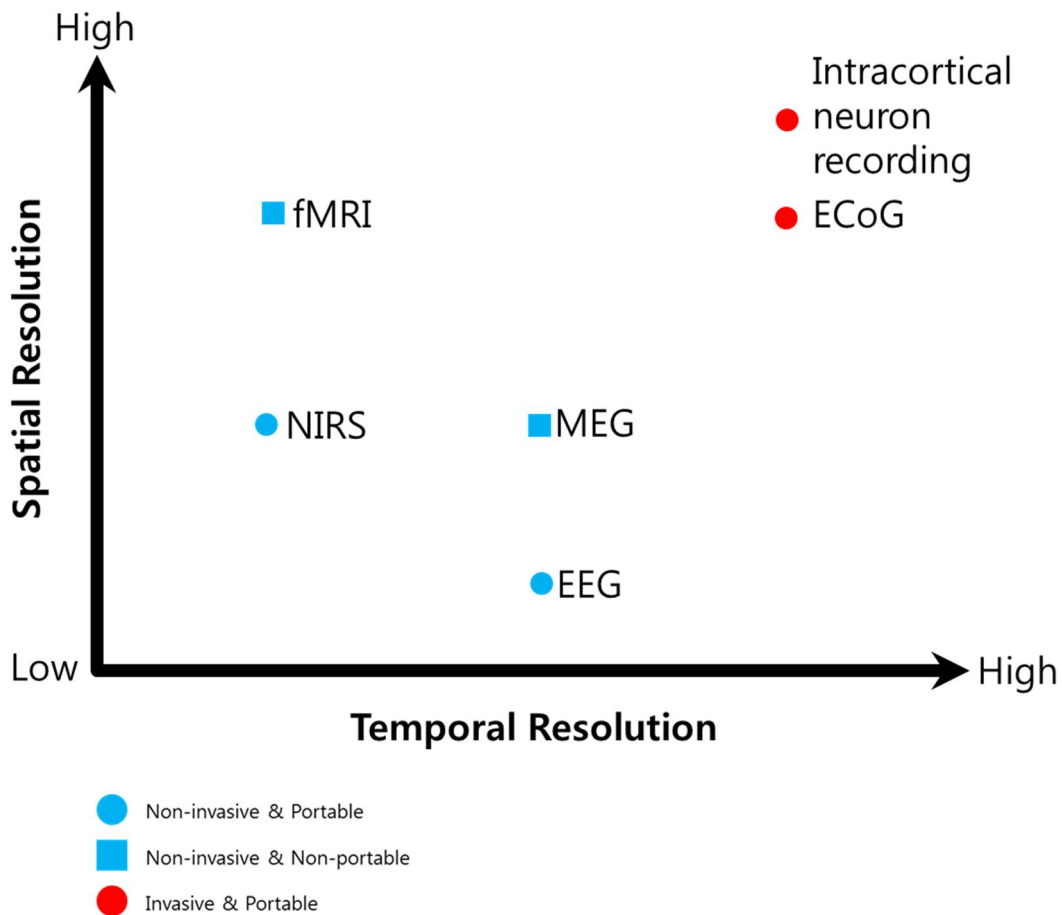 High
Intracortical
neuron
recording
fMRI
ECoG
Spatial Resolution
NIRS
MEG
EEG
Low
High
Temporal Resolution
Non-invasive & Portable
Non-invasive & Non-portable
Invasive & Portable